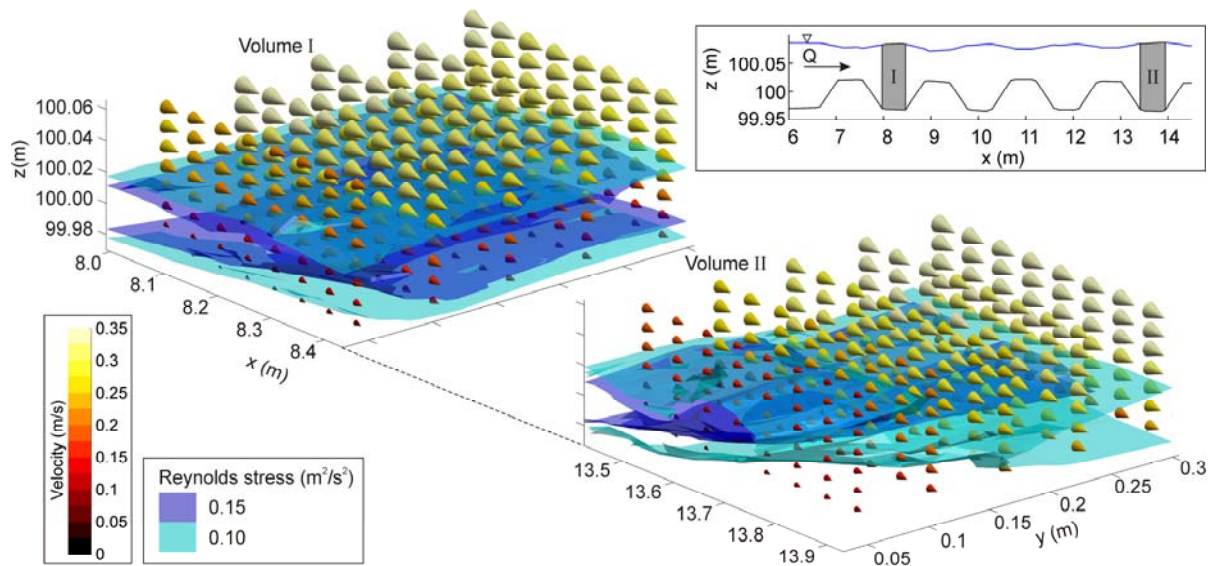 Volume I
z(m)
100.06
100.04
100.02
100.00
99.98
8.0
8.1
8.2
8.3
8.4
x (m)
z (m)
100.05
100
99.95
Q
I
II
6 7 8 9 10 11 12 13 14
x (m)
Volume II
13.5
13.6
13.7
13.8
13.9
0.05
0.1
0.15
0.2
0.25
0.3
y (m)
Velocity (m/s)
0.35
0.30
0.25
0.20
0.15
0.1
0.05
0
Reynolds stress (m²/s²)
0.15
0.10